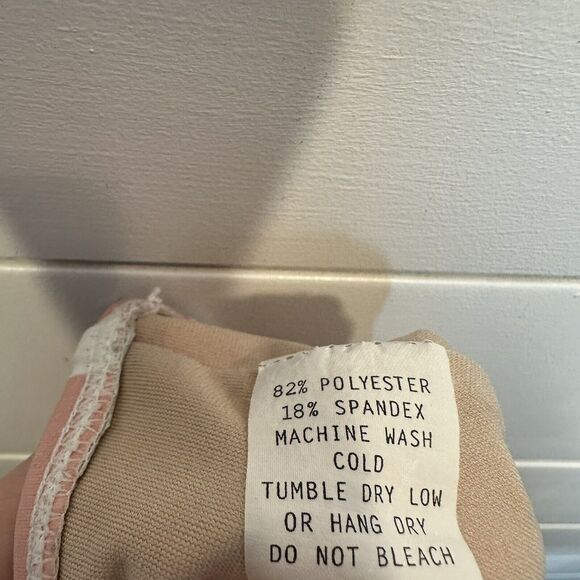 82% POLYESTER
18% SPANDEX
MACHINE WASH
COLD
TUMBLE DRY LOW
OR HANG DRY
DO NOT BLEACH